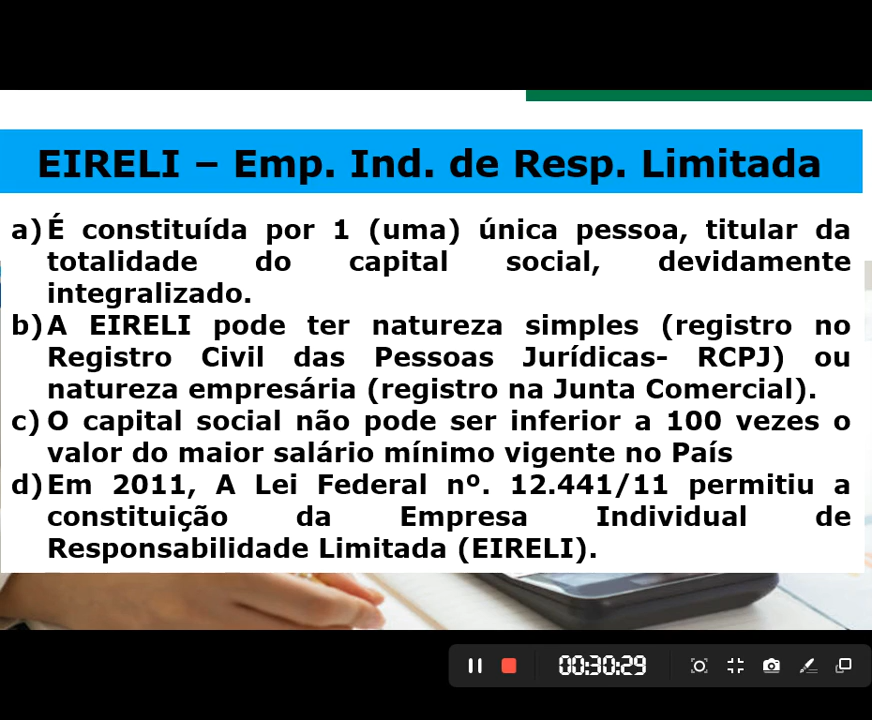 EIRELI – Emp. Ind. de Resp. Limitada
a) É constituída por 1 (uma) única pessoa, titular da
totalidade do capital social, devidamente
integralizado.
b) A EIRELI pode ter natureza simples (registro no
Registro Civil das Pessoas Jurídicas- RCPJ) ou
natureza empresária (registro na Junta Comercial).
c) O capital social não pode ser inferior a 100 vezes o
valor do maior salário mínimo vigente no País
d) Em 2011, A Lei Federal nº. 12.441/11 permitiu a
constituição da Empresa Individual de
Responsabilidade Limitada (EIRELI).
00:30:29